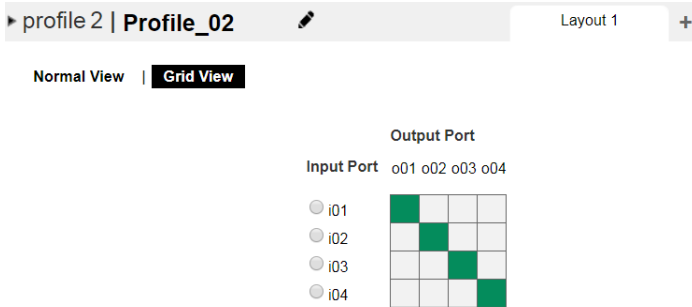 profile 2 | Profile_02
Layout 1 +
Normal View | Grid View
Output Port
Input Port o01 o02 o03 o04
i01
i02
i03
i04